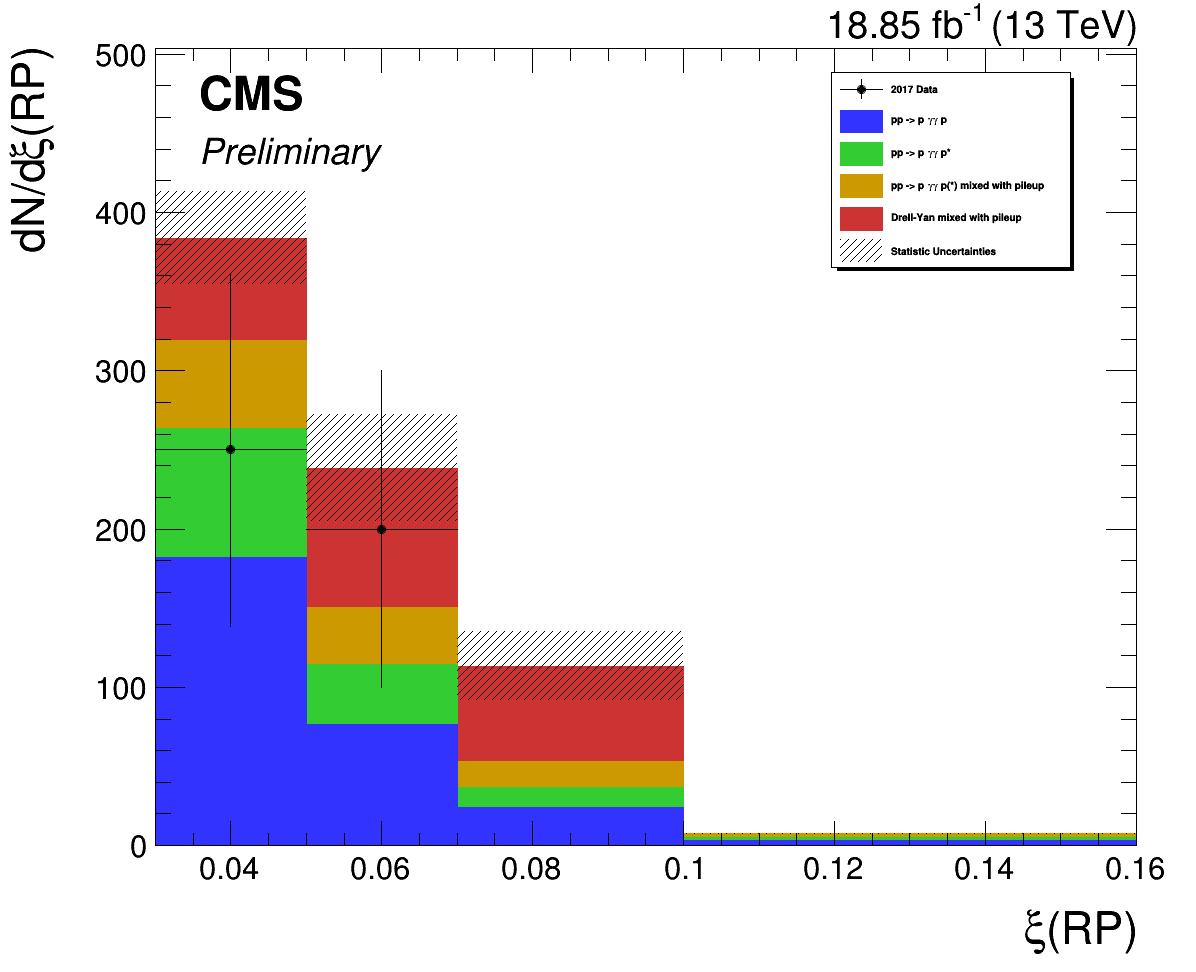 18.85 fb⁻¹ (13 TeV)
dN/dξ(RP)
CMS
Preliminary
2017 Data
pp -> p γγ p
pp -> p γγ p*
pp -> p γγ p(*) mixed with pileup
Drell-Yan mixed with pileup
Statistic Uncertainties
500
400
300
200
100
0
0.04 0.06 0.08 0.1 0.12 0.14 0.16
ξ(RP)